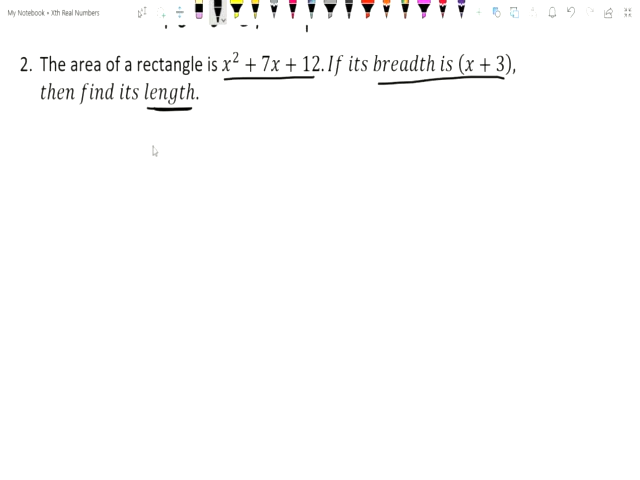 My Notebook • Xth Real Numbers
2. The area of a rectangle is x² + 7x + 12. If its breadth is (x + 3),
then find its length.